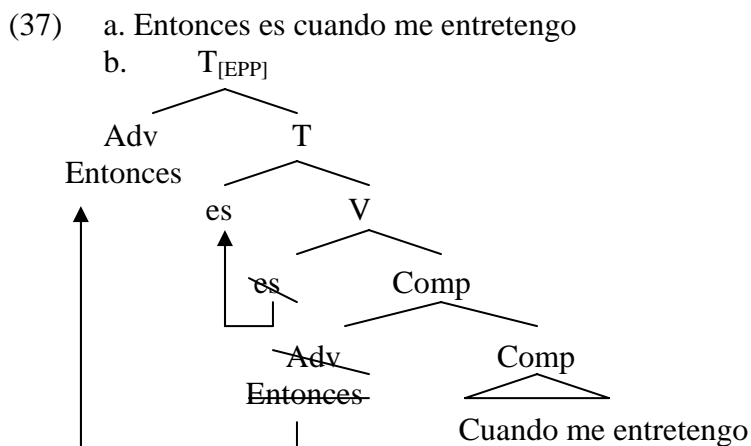 (37) a. Entonces es cuando me entretengo
b. T[EPP]
Adv T
Entonces
es V
es Comp
Adv Comp
Entonces
Cuando me entretengo